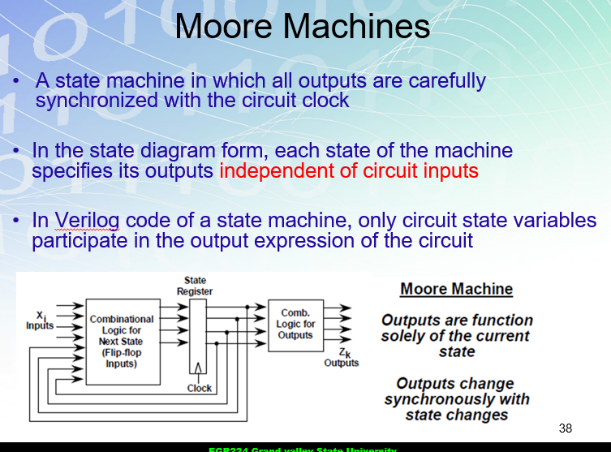 Moore Machines
• A state machine in which all outputs are carefully
synchronized with the circuit clock
• In the state diagram form, each state of the machine
specifies its outputs independent of circuit inputs
• In Verilog code of a state machine, only circuit state variables
participate in the output expression of the circuit
State
Register
Xi
Inputs
Combinational
Logic for
Next State
(Flip-flop
Inputs)
Clock
Comb.
Logic for
Outputs
Zk
Outputs
Moore Machine
Outputs are function
solely of the current
state
Outputs change
synchronously with
state changes
38
EGR224 Grand valley State University